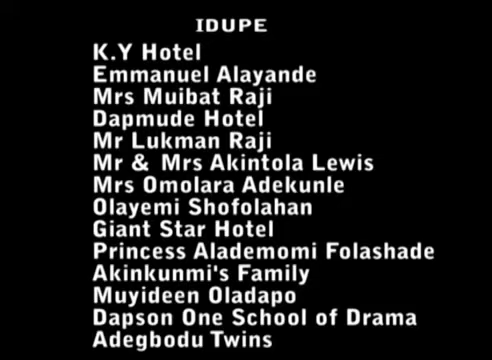 IDUPE
K.Y Hotel
Emmanuel Alayande
Mrs Muibat Raji
Dapmude Hotel
Mr Lukman Raji
Mr & Mrs Akintola Lewis
Mrs Omolara Adekunle
Olayemi Shofolahan
Giant Star Hotel
Princess Alademomi Folashade
Akinkunmi's Family
Muyideen Oladapo
Dapson One School of Drama
Adegbodu Twins